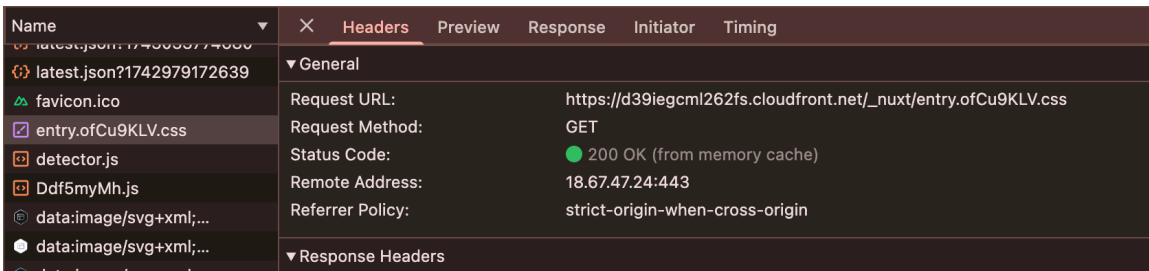 Name
latest.json?1742979172639
favicon.ico
entry.ofCu9KLV.css
detector.js
Ddf5myMh.js
data:image/svg+xml;...
data:image/svg+xml;...
Headers Preview Response Initiator Timing
General
Request URL: https://d39iegcml262fs.cloudfront.net/_nuxt/entry.ofCu9KLV.css
Request Method: GET
Status Code: 200 OK (from memory cache)
Remote Address: 18.67.47.24:443
Referrer Policy: strict-origin-when-cross-origin
Response Headers